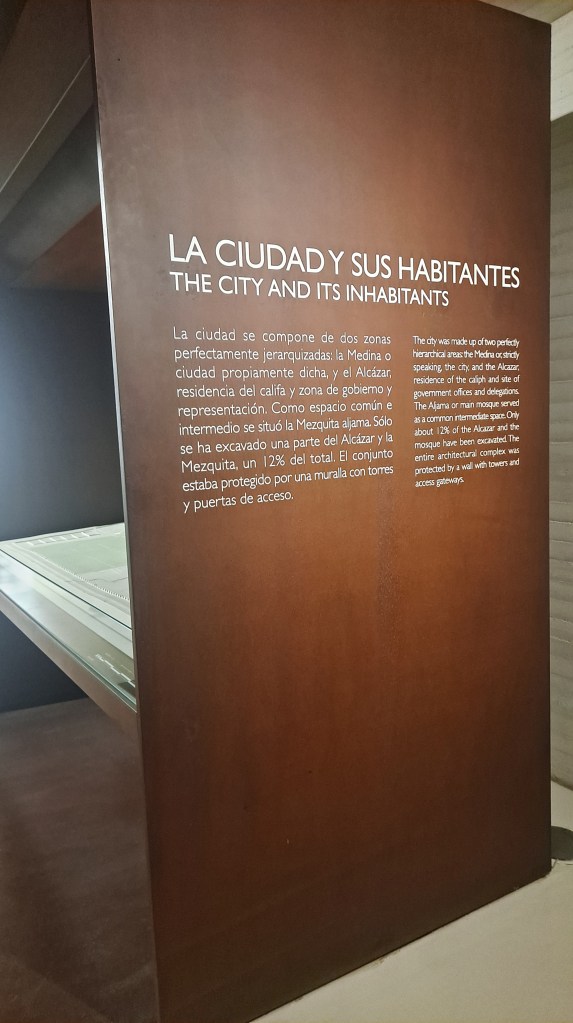 LA CIUDAD Y SUS HABITANTES
THE CITY AND ITS INHABITANTS
La ciudad se compone de dos zonas
perfectamente jerarquizadas: la Medina o
ciudad propiamente dicha, y el Alcázar,
residencia del califa y zona de gobierno y
representación. Como espacio común e
intermedio se situó la Mezquita aljama. Sólo
se ha excavado una parte del Alcázar y la
Mezquita, un 12% del total. El conjunto
estaba protegido por una muralla con torres
y puertas de acceso.
The city was made up of two perfectly
hierarchical areas: the Medina or, strictly
speaking, the city, and the Alcazar,
residence of the caliph and site of
government offices and delegations.
The Aljama or main mosque served
as a common intermediate space. Only
about 12% of the Alcazar and the
mosque have been excavated. The
entire architectural complex was
protected by a wall with towers and
access gateways.